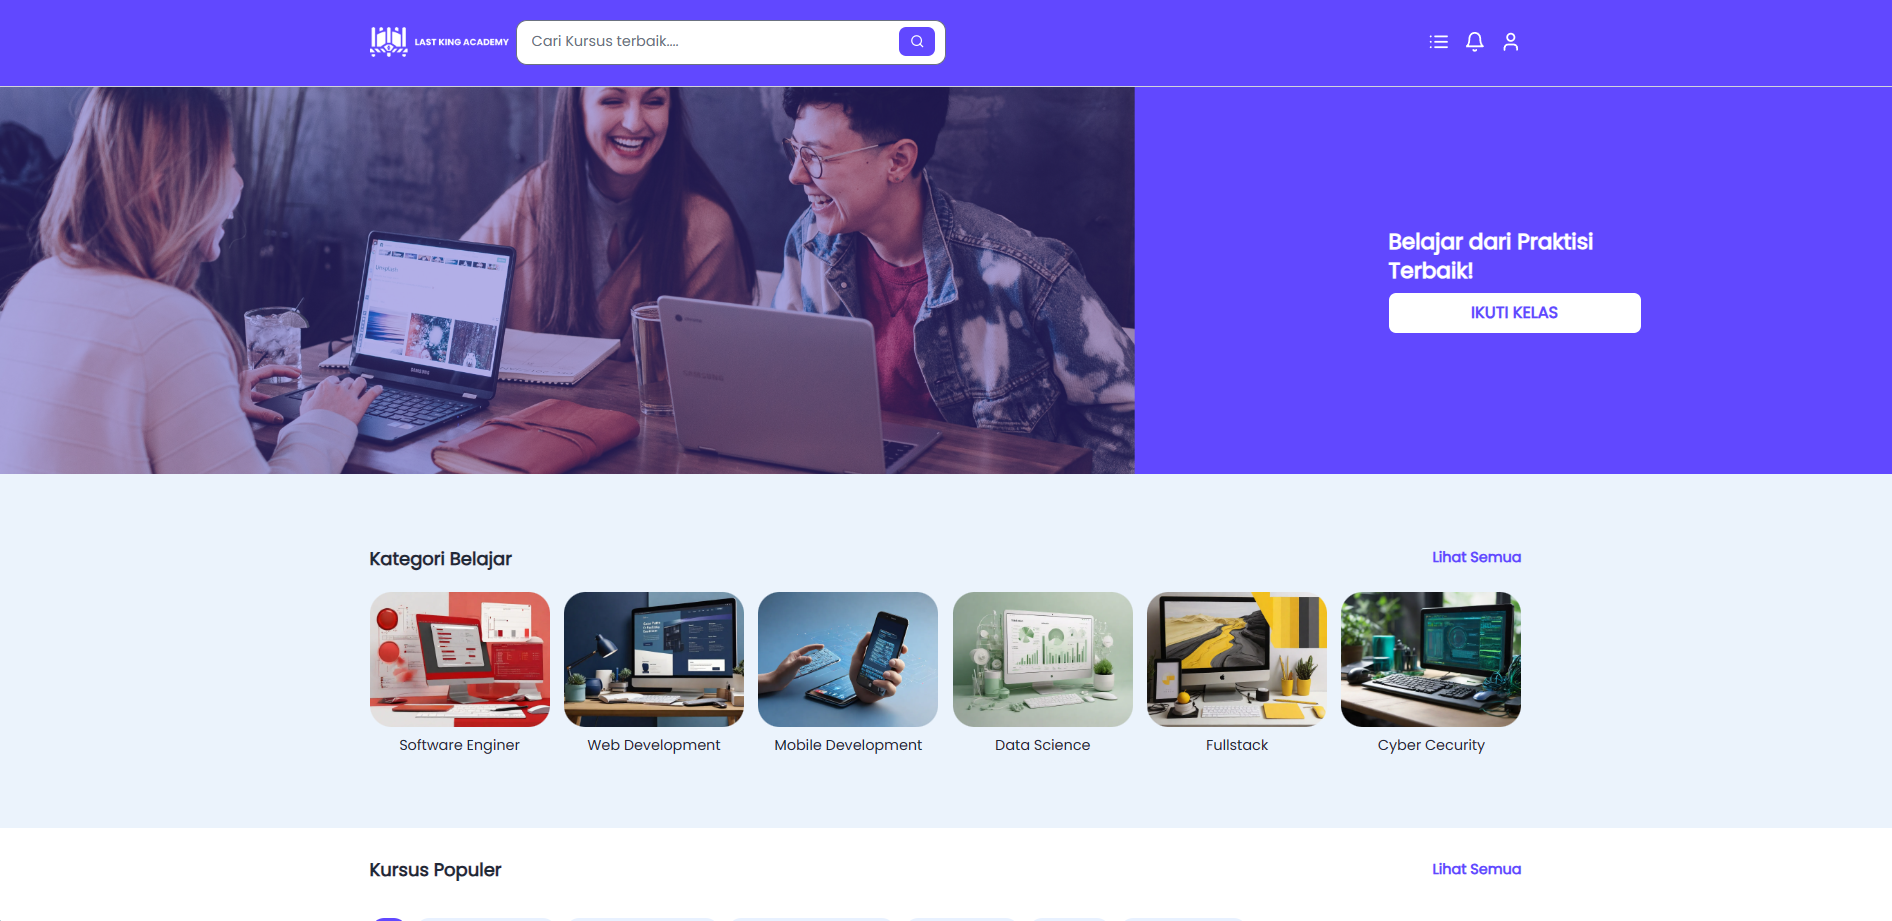 LAST KING ACADEMY
Cari Kursus terbaik....
Belajar dari Praktisi
Terbaik!
IKUTI KELAS
Kategori Belajar
Lihat Semua
Software Enginer
Web Development
Mobile Development
Data Science
Fullstack
Cyber Cecurity
Kursus Populer
Lihat Semua